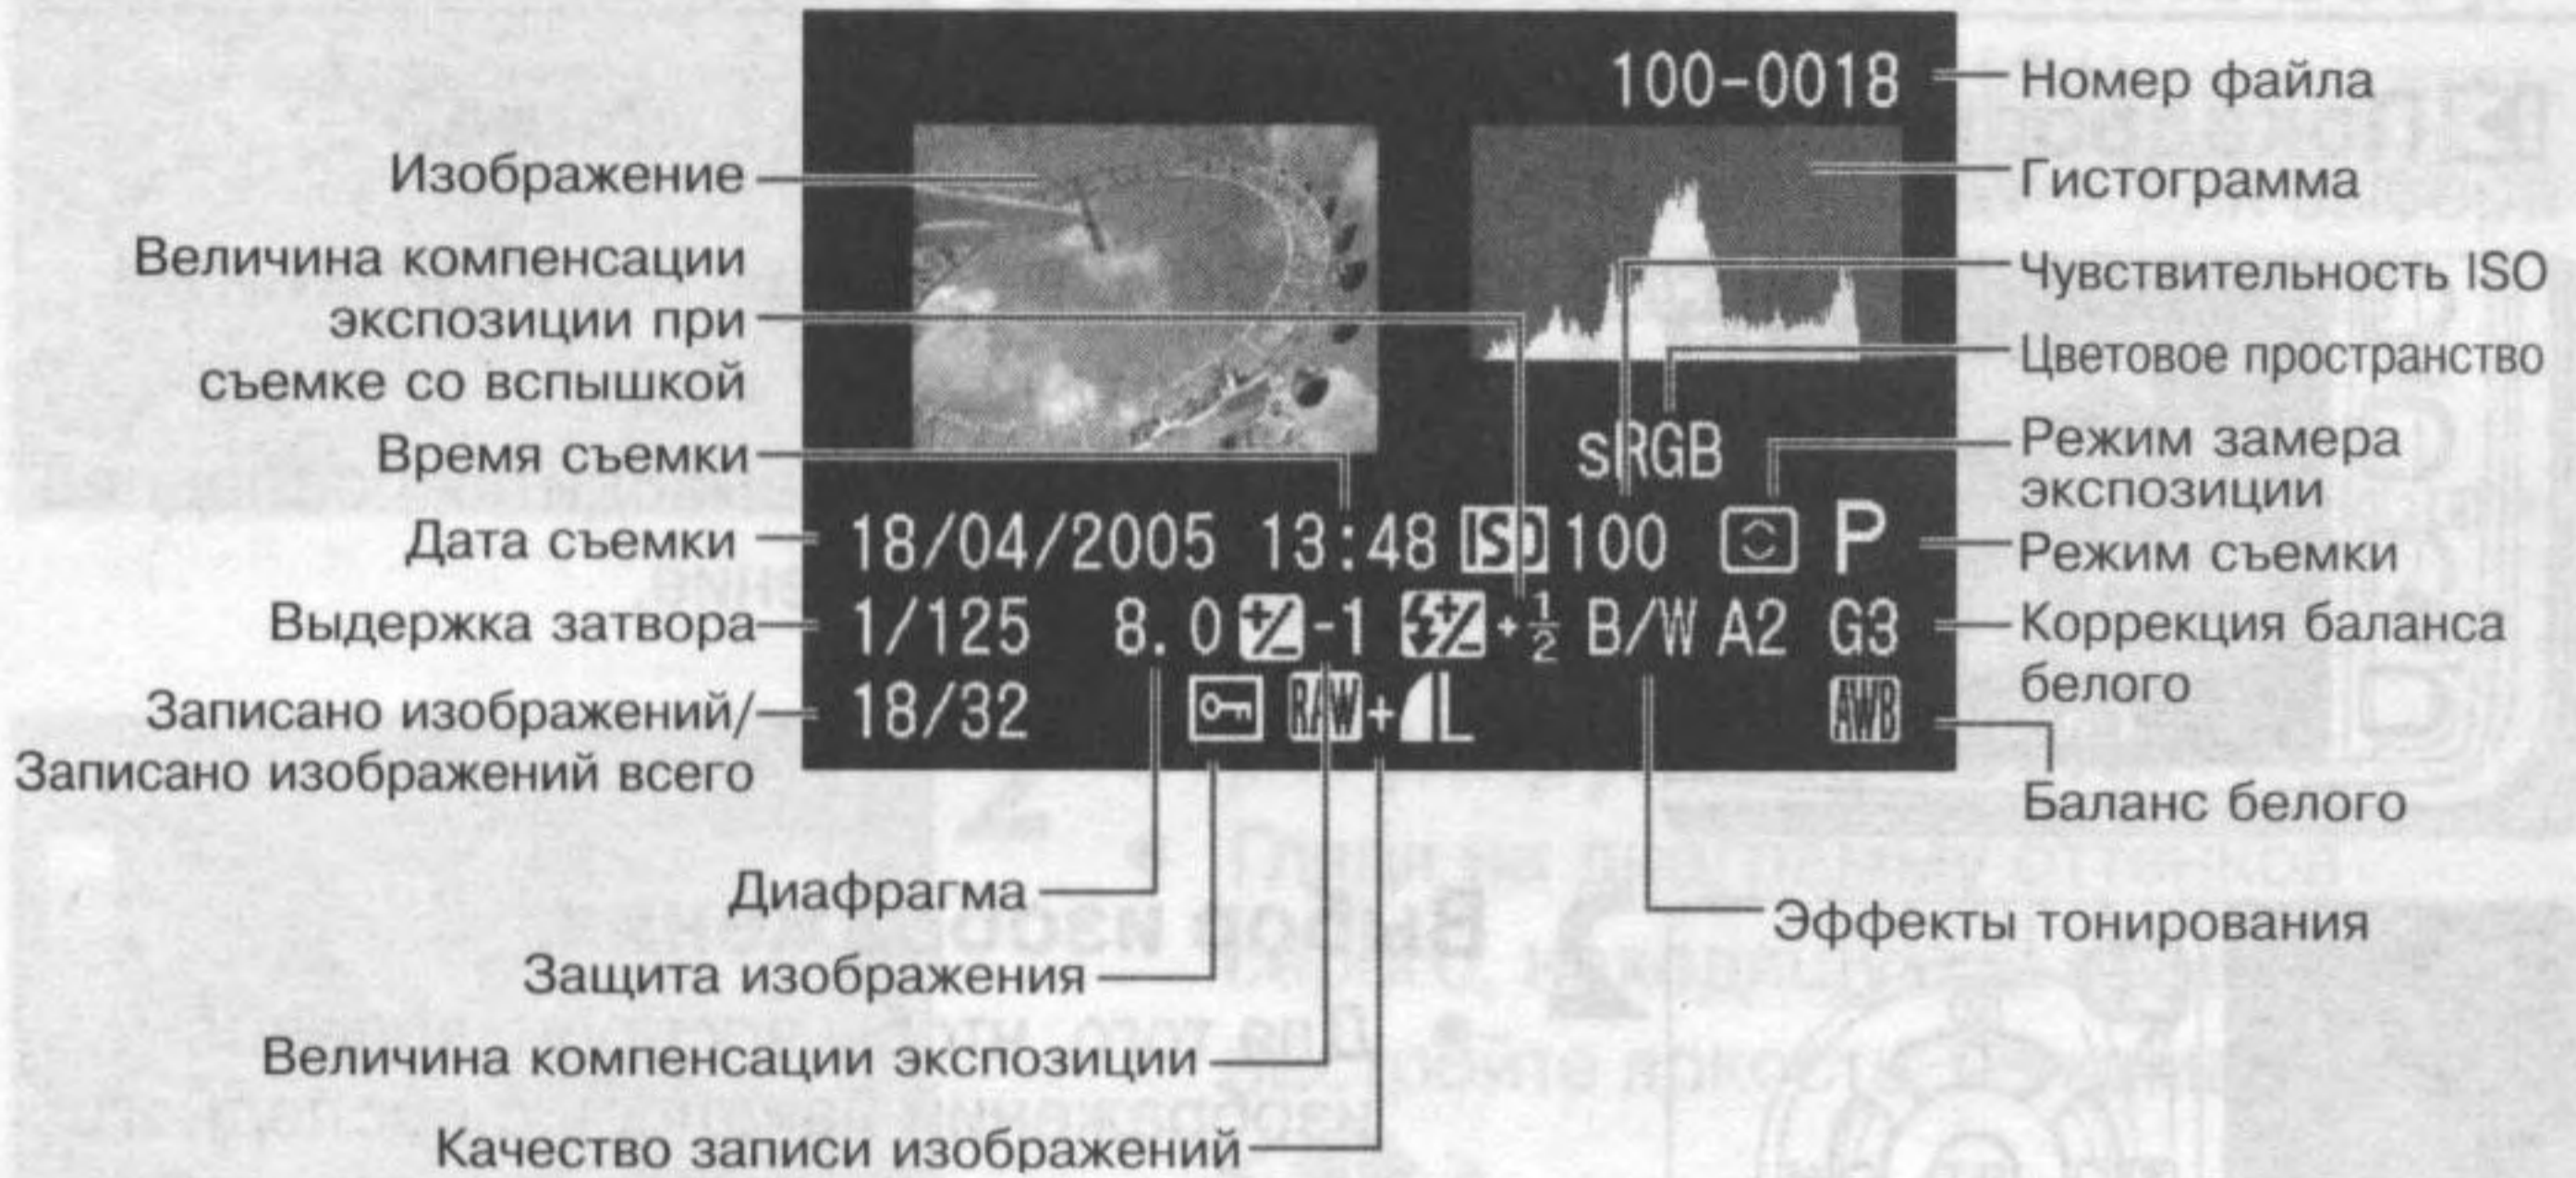 100-0018
Номер файла
Изображение
Гистограмма
Величина компенсации
экспозиции при
съемке со вспышкой
Чувствительность ISO
Цветовое пространство
sRGB
Время съемки
Режим замера
экспозиции
Дата съемки
18/04/2005 13:48 ISO 100 P
Режим съемки
Выдержка затвора
1/125 8.0 +/- -1 +/- +1/2 B/W A2 G3
Коррекция баланса
белого
Записано изображений/
Записано изображений всего
18/32 RAW+L AWB
Баланс белого
Диафрагма
Эффекты тонирования
Защита изображения
Величина компенсации экспозиции
Качество записи изображений